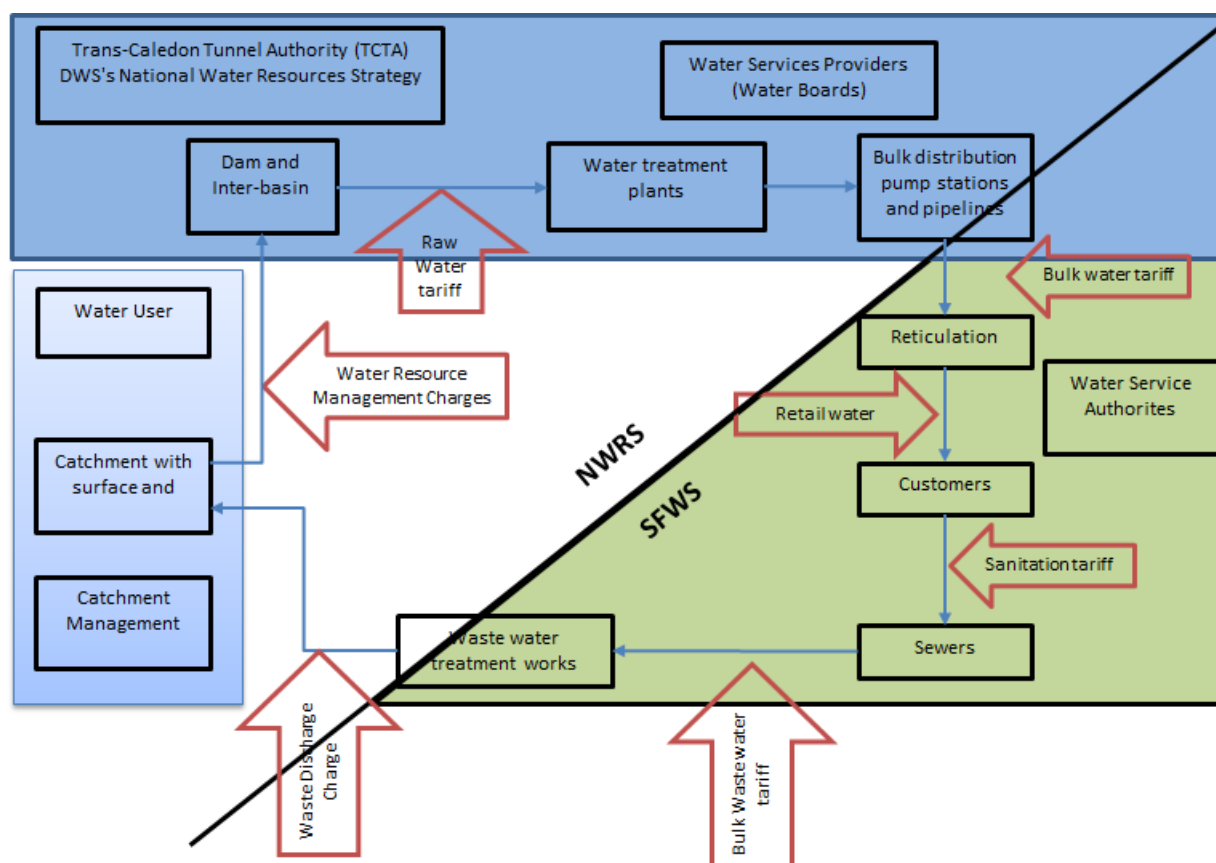 Trans-Caledon Tunnel Authority (TCTA)
DWS's National Water Resources Strategy
Water Services Providers
(Water Boards)
Dam and
Inter-basin
Water treatment
plants
Bulk distribution
pump stations
and pipelines
Raw
Water
tariff
Bulk water tariff
Water User
Reticulation
Water Resource
Management Charges
Water Service
Authorites
Retail water
NWRS
SFWS
Catchment with
surface and
Customers
Sanitation tariff
Catchment
Management
Waste water
treatment works
Sewers
Waste Discharge
Charge
Bulk Wastewater
tariff